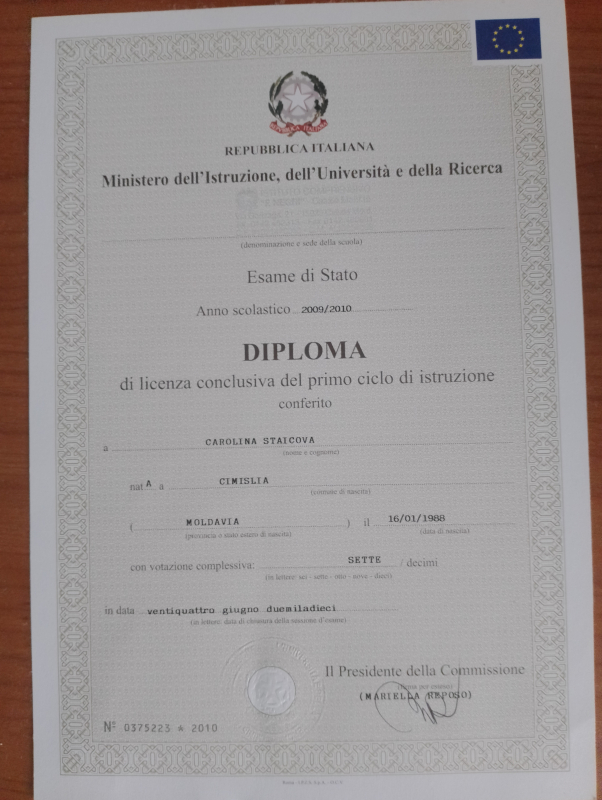 REPUBBLICA ITALIANA
Ministero dell'Istruzione, dell'Università e della Ricerca
(denominazione e sede della scuola)
Esame di Stato
Anno scolastico 2009/2010
DIPLOMA
di licenza conclusiva del primo ciclo di istruzione
conferito
a CAROLINA STAICOVA
(nome e cognome)
nat A a CIMISLIA
(comune di nascita)
( MOLDAVIA ) il 16/01/1988
(provincia o stato estero di nascita) (data di nascita)
con votazione complessiva: SETTE / decimi
(in lettere: sei - sette - otto - nove - dieci)
in data ventiquattro giugno duemiladieci
(in lettere: data di chiusura della sessione d'esame)
Il Presidente della Commissione
(firma per esteso)
(MARIELLA REPOSO)
N° 0375223 * 2010